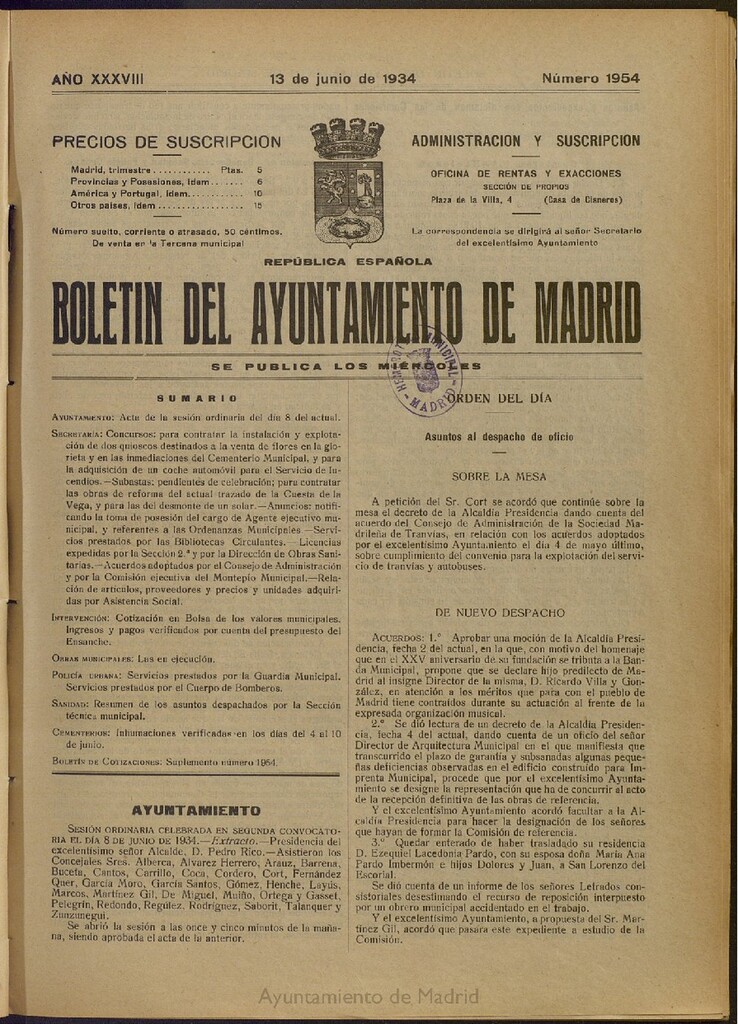 AÑO XXXVIII
13 de junio de 1934
Número 1954
PRECIOS DE SUSCRIPCION
Madrid, trimestre ............ Ptas. 5
Provincias y Posesiones, ídem....... 6
América y Portugal, ídem............ 10
Otros países, ídem .................. 15
Número suelto, corriente o atrasado, 50 céntimos.
De venta en la Tercena municipal
ADMINISTRACION Y SUSCRIPCION
OFICINA DE RENTAS Y EXACCIONES
SECCIÓN DE PROPIOS
Plaza de la Villa, 4 (Casa de Cisneros)
La correspondencia se dirigirá al señor Secretario
del excelentísimo Ayuntamiento
REPÚBLICA ESPAÑOLA
BOLETIN DEL AYUNTAMIENTO DE MADRID
SE PUBLICA LOS MIÉRCOLES
HEMEROTECA MUNICIPAL - MADRID -
SUMARIO
AYUNTAMIENTO: Acta de la sesión ordinaria del día 8 del actual.
SECRETARÍA: Concursos: para contratar la instalación y explota-
ción de dos quioscos destinados a la venta de flores en la glo-
rieta y en las inmediaciones del Cementerio Municipal, y para
la adquisición de un coche automóvil para el Servicio de In-
cendios.—Subastas: pendientes de celebración; para contratar
las obras de reforma del actual trazado de la Cuesta de la
Vega, y para las del desmonte de un solar.—Anuncios: notifi-
cando la toma de posesión del cargo de Agente ejecutivo mu-
nicipal, y referentes a las Ordenanzas Municipales —Servi-
cios prestados por las Bibliotecas Circulantes.—Licencias
expedidas por la Sección 2.ª y por la Dirección de Obras Sani-
tarias.—Acuerdos adoptados por el Consejo de Administración
y por la Comisión ejecutiva del Montepío Municipal.—Rela-
ción de artículos, proveedores y precios y unidades adquiri-
das por Asistencia Social.
INTERVENCIÓN: Cotización en Bolsa de los valores municipales.
Ingresos y pagos verificados por cuenta del presupuesto del
Ensanche.
OBRAS MUNICIPALES: Las en ejecución.
POLICÍA URBANA: Servicios prestados por la Guardia Municipal.
Servicios prestados por el Cuerpo de Bomberos.
SANIDAD: Resumen de los asuntos despachados por la Sección
técnica municipal.
CEMENTERIOS: Inhumaciones verificadas en los días del 4 al 10
de junio.
BOLETÍN DE COTIZACIONES: Suplemento número 1954.
AYUNTAMIENTO
SESIÓN ORDINARIA CELEBRADA EN SEGUNDA CONVOCATO-
RIA EL DÍA 8 DE JUNIO DE 1934.—Extracto.—Presidencia del
excelentísimo señor Alcalde, D. Pedro Rico.—Asistieron los
Concejales Sres. Alberca, Alvarez Herrero, Arauz, Barrena,
Buceta, Cantos, Carrillo, Coca, Cordero, Cort, Fernández
Quer, García Moro, García Santos, Gómez, Henche, Layús,
Marcos, Martínez Gil, De Miguel, Muiño, Ortega y Gasset,
Pelegrín, Redondo, Regúlez, Rodríguez, Saborit, Talanquer y
Zunzunegui.
Se abrió la sesión a las once y cinco minutos de la maña-
na, siendo aprobada el acta de la anterior.
ORDEN DEL DÍA
Asuntos al despacho de oficio
SOBRE LA MESA
A petición del Sr. Cort se acordó que continúe sobre la
mesa el decreto de la Alcaldía Presidencia dando cuenta del
acuerdo del Consejo de Administración de la Sociedad Ma-
drileña de Tranvías, en relación con los acuerdos adoptados
por el excelentísimo Ayuntamiento el día 4 de mayo último,
sobre cumplimiento del convenio para la explotación del servi-
cio de tranvías y autobuses.
DE NUEVO DESPACHO
ACUERDOS: 1.° Aprobar una moción de la Alcaldía Presi-
dencia, fecha 2 del actual, en la que, con motivo del homenaje
que en el XXV aniversario de su fundación se tributa a la Ban-
da Municipal, propone que se declare hijo predilecto de Ma-
drid al insigne Director de la misma, D. Ricardo Villa y Gon-
zález, en atención a los méritos que para con el pueblo de
Madrid tiene contraídos durante su actuación al frente de la
expresada organización musical.
2.° Se dió lectura de un decreto de la Alcaldía Presiden-
cia, fecha 4 del actual, dando cuenta de un oficio del señor
Director de Arquitectura Municipal en el que manifiesta que
transcurrido el plazo de garantía y subsanadas algunas peque-
ñas deficiencias observadas en el edificio construído para Im-
prenta Municipal, procede que por el excelentísimo Ayunta-
miento se designe la representación que ha de concurrir al acto
de la recepción definitiva de las obras de referencia.
Y el excelentísimo Ayuntamiento acordó facultar a la Al-
caldía Presidencia para hacer la designación de los señores
que hayan de formar la Comisión de referencia.
3.° Quedar enterado de haber trasladado su residencia
D. Ezequiel Lacedonia Pardo, con su esposa doña María Ana
Pardo Imbermón e hijos Dolores y Juan, a San Lorenzo del
Escorial.
Se dió cuenta de un informe de los señores Letrados con-
sistoriales desestimando el recurso de reposición interpuesto
por un obrero municipal accidentado en el trabajo.
Y el excelentísimo Ayuntamiento, a propuesta del Sr. Mar-
tínez Gil, acordó que pasara este expediente a estudio de la
Comisión.
Ayuntamiento de Madrid